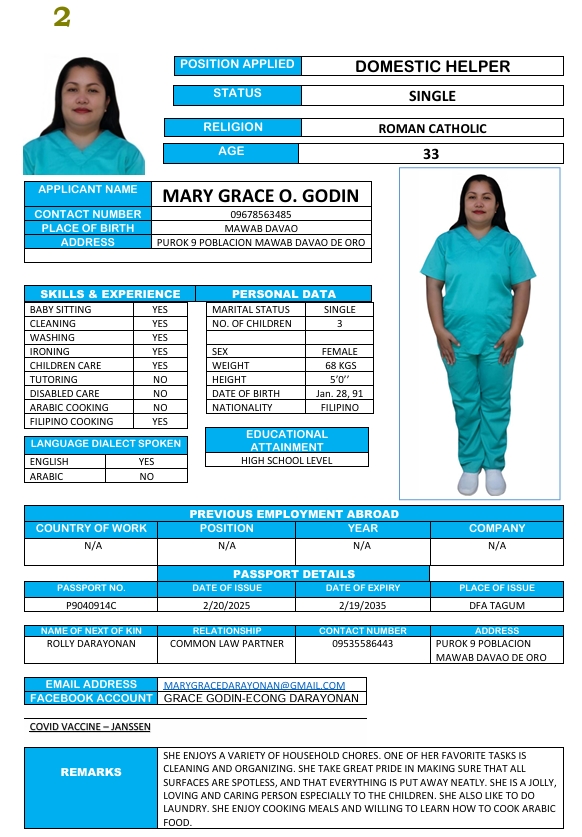 2
POSITION APPLIED DOMESTIC HELPER
STATUS SINGLE
RELIGION ROMAN CATHOLIC
AGE 33
APPLICANT NAME MARY GRACE O. GODIN
CONTACT NUMBER 09678563485
PLACE OF BIRTH MAWAB DAVAO
ADDRESS PUROK 9 POBLACION MAWAB DAVAO DE ORO
SKILLS & EXPERIENCE PERSONAL DATA
BABY SITTING YES MARITAL STATUS SINGLE
CLEANING YES NO. OF CHILDREN 3
WASHING YES
IRONING YES SEX FEMALE
CHILDREN CARE YES WEIGHT 68 KGS
TUTORING NO HEIGHT 5’0’’
DISABLED CARE NO DATE OF BIRTH Jan. 28, 91
ARABIC COOKING NO NATIONALITY FILIPINO
FILIPINO COOKING YES
LANGUAGE DIALECT SPOKEN
ENGLISH YES
ARABIC NO
EDUCATIONAL
ATTAINMENT
HIGH SCHOOL LEVEL
PREVIOUS EMPLOYMENT ABROAD
COUNTRY OF WORK POSITION YEAR COMPANY
N/A N/A N/A N/A
PASSPORT DETAILS
PASSPORT NO. DATE OF ISSUE DATE OF EXPIRY PLACE OF ISSUE
P9040914C 2/20/2025 2/19/2035 DFA TAGUM
NAME OF NEXT OF KIN RELATIONSHIP CONTACT NUMBER ADDRESS
ROLLY DARAYONAN COMMON LAW PARTNER 09535586443 PUROK 9 POBLACION
MAWAB DAVAO DE ORO
EMAIL ADDRESS MARYGRACEDARAYONAN@GMAIL.COM
FACEBOOK ACCOUNT GRACE GODIN-ECONG DARAYONAN
COVID VACCINE – JANSSEN
REMARKS
SHE ENJOYS A VARIETY OF HOUSEHOLD CHORES. ONE OF HER FAVORITE TASKS IS
CLEANING AND ORGANIZING. SHE TAKE GREAT PRIDE IN MAKING SURE THAT ALL
SURFACES ARE SPOTLESS, AND THAT EVERYTHING IS PUT AWAY NEATLY. SHE IS A JOLLY,
LOVING AND CARING PERSON ESPECIALLY TO THE CHILDREN. SHE ALSO LIKE TO DO
LAUNDRY. SHE ENJOY COOKING MEALS AND WILLING TO LEARN HOW TO COOK ARABIC
FOOD.